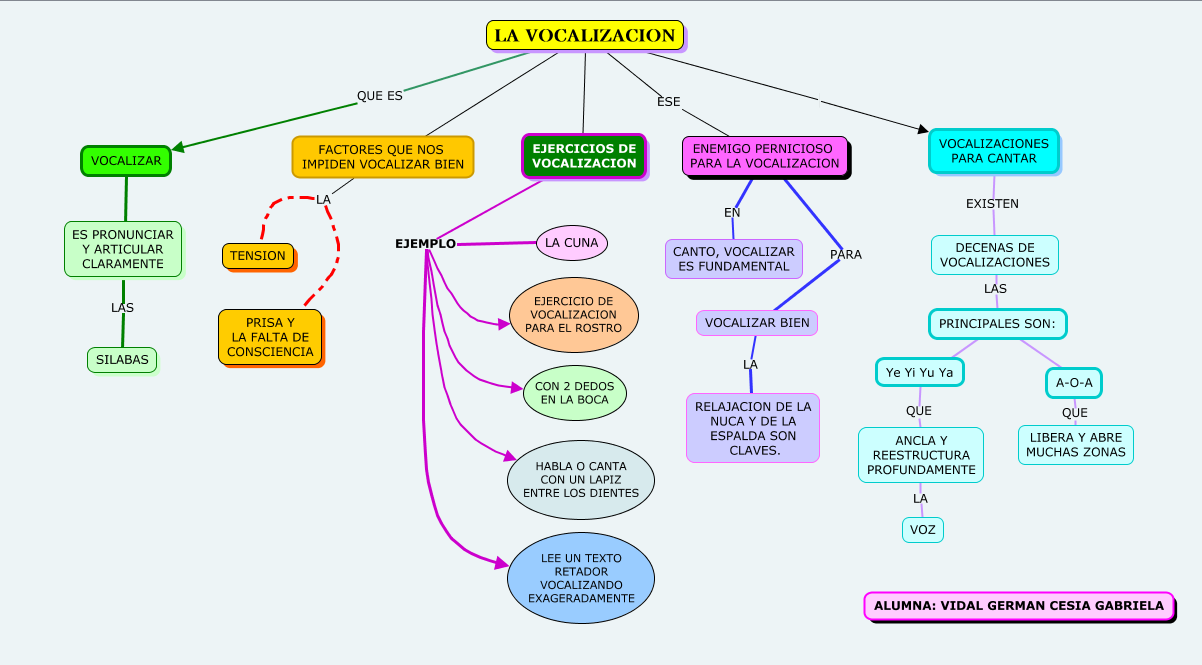 LA VOCALIZACION
QUE ES
VOCALIZAR
ES PRONUNCIAR
Y ARTICULAR
CLARAMENTE
LAS
SILABAS
FACTORES QUE NOS
IMPIDEN VOCALIZAR BIEN
LA
TENSION
PRISA Y
LA FALTA DE
CONSCIENCIA
EJERCICIOS DE
VOCALIZACION
EJEMPLO
LA CUNA
EJERCICIO DE
VOCALIZACION
PARA EL ROSTRO
CON 2 DEDOS
EN LA BOCA
HABLA O CANTA
CON UN LAPIZ
ENTRE LOS DIENTES
LEE UN TEXTO
RETADOR
VOCALIZANDO
EXAGERADAMENTE
ESE
ENEMIGO PERNICIOSO
PARA LA VOCALIZACION
EN
CANTO, VOCALIZAR
ES FUNDAMENTAL
PARA
VOCALIZAR BIEN
LA
RELAJACION DE LA
NUCA Y DE LA
ESPALDA SON
CLAVES.
VOCALIZACIONES
PARA CANTAR
EXISTEN
DECENAS DE
VOCALIZACIONES
LAS
PRINCIPALES SON:
Ye Yi Yu Ya
QUE
ANCLA Y
REESTRUCTURA
PROFUNDAMENTE
LA
VOZ
A-O-A
QUE
LIBERA Y ABRE
MUCHAS ZONAS
ALUMNA: VIDAL GERMAN CESIA GABRIELA